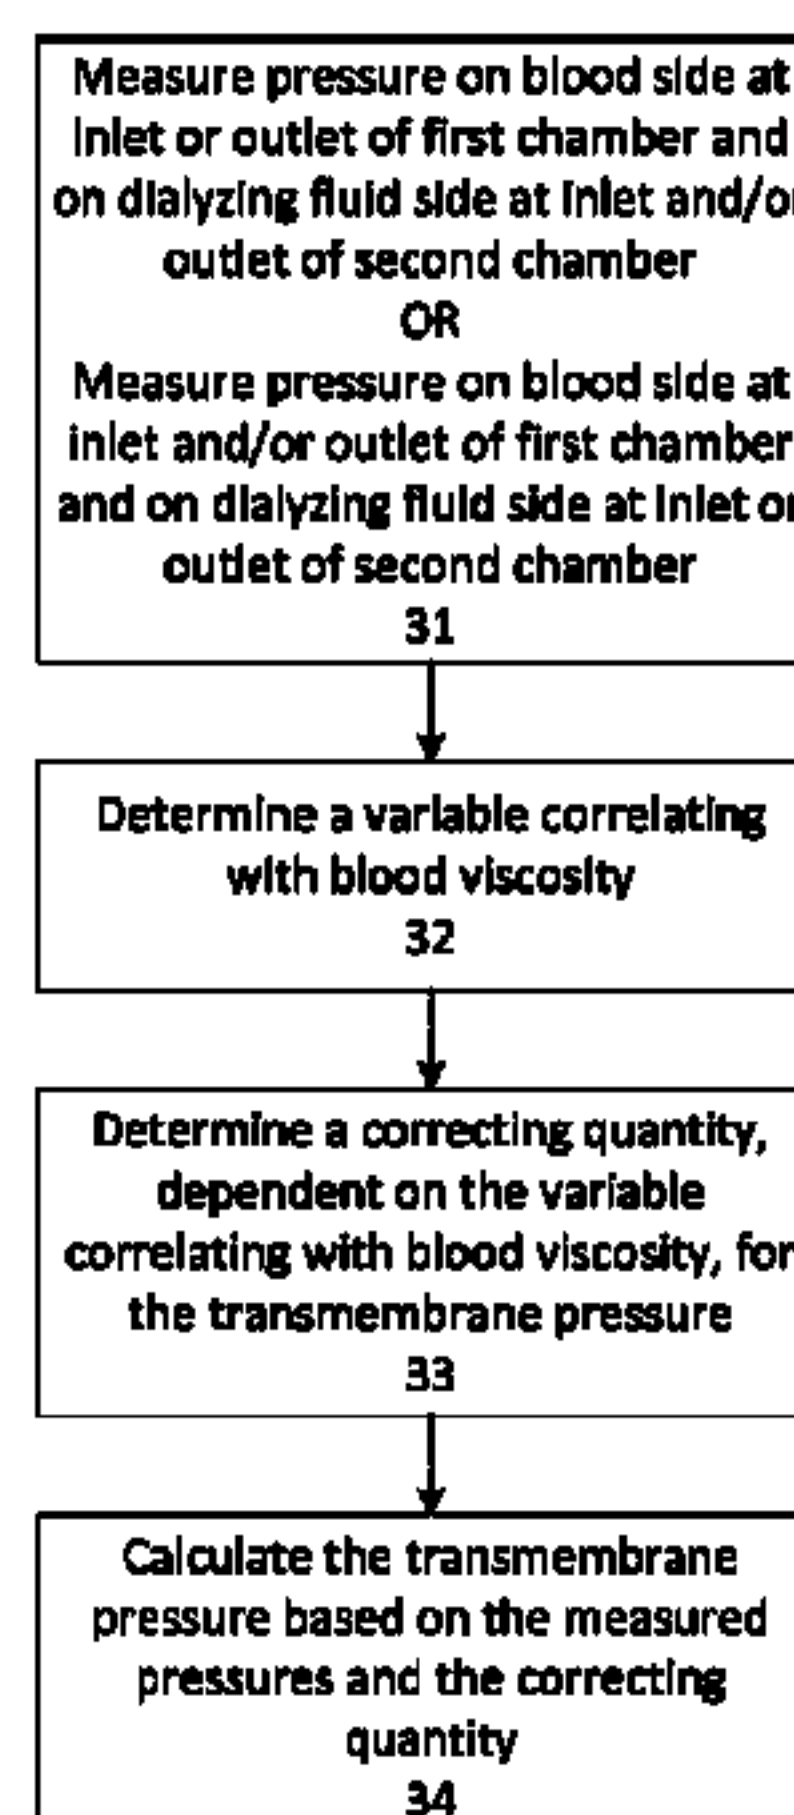 Measure pressure on blood side at
inlet or outlet of first chamber and
on dialyzing fluid side at inlet and/or
outlet of second chamber
OR
Measure pressure on blood side at
inlet and/or outlet of first chamber
and on dialyzing fluid side at inlet or
outlet of second chamber
31
Determine a variable correlating
with blood viscosity
32
Determine a correcting quantity,
dependent on the variable
correlating with blood viscosity, for
the transmembrane pressure
33
Calculate the transmembrane
pressure based on the measured
pressures and the correcting
quantity
34